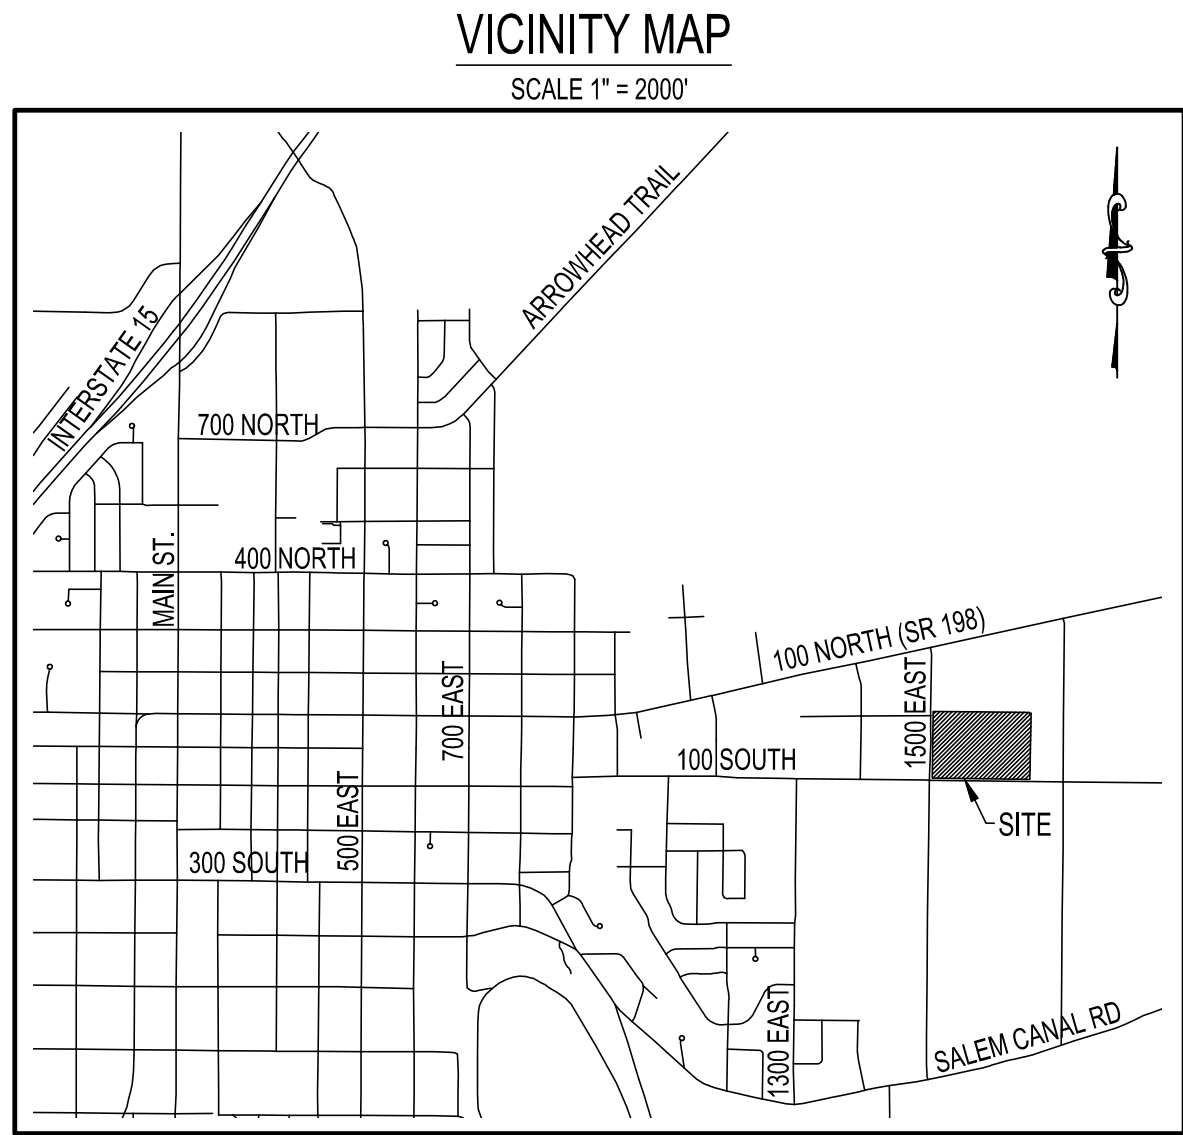 VICINITY MAP
SCALE 1" = 2000'
ARROWHEAD TRAIL
INTERSTATE 15
700 NORTH
MAIN ST.
400 NORTH
100 NORTH (SR 198)
700 EAST
1500 EAST
100 SOUTH
500 EAST
SITE
300 SOUTH
1300 EAST
SALEM CANAL RD